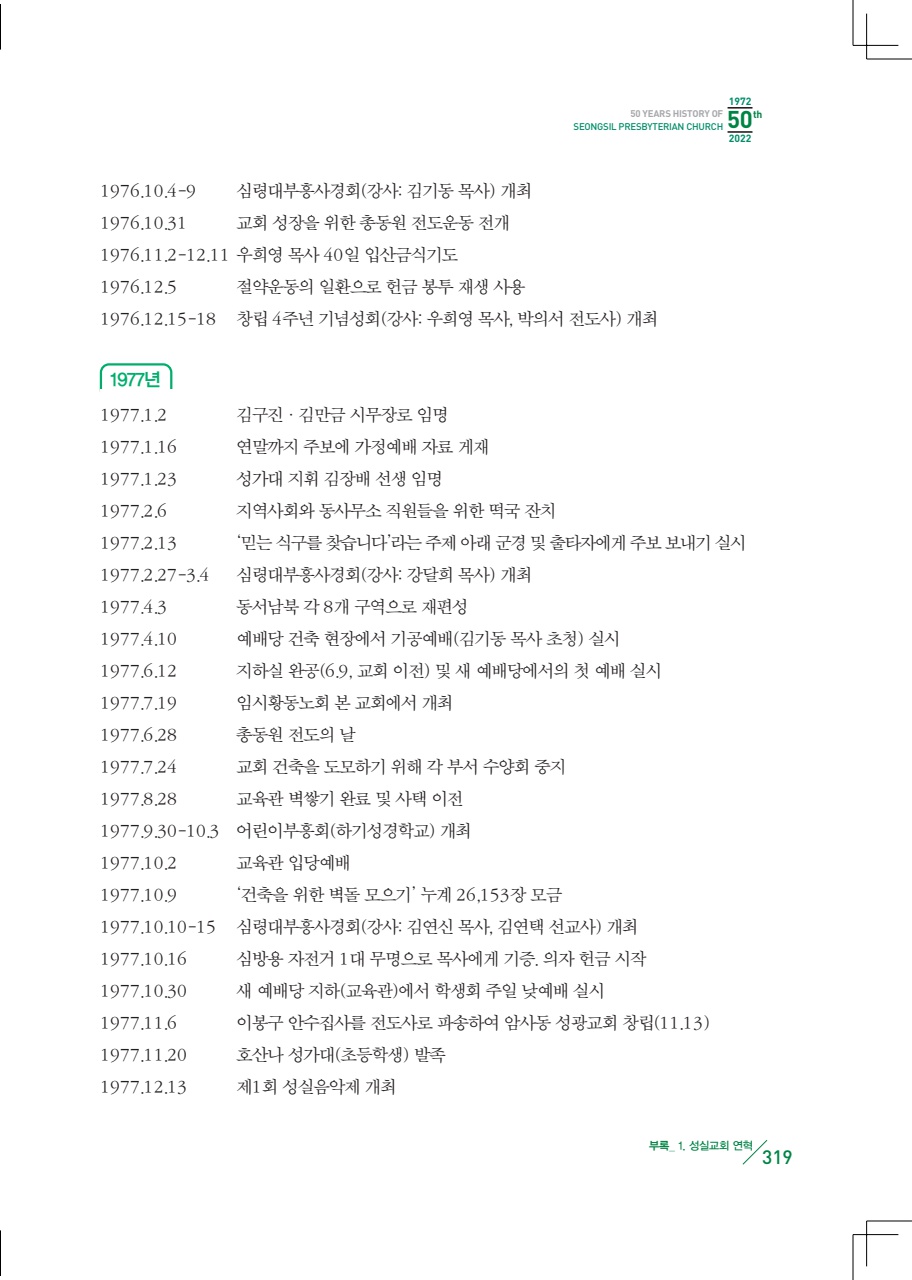 1972
50 YEARS HISTORY OF
50th
SEONGSIL PRESBYTERIAN CHURCH
2022
1976.10.4-9 심령대부흥사경회(강사: 김기동 목사) 개최
1976.10.31 교회 성장을 위한 총동원 전도운동 전개
1976.11.2-12.11 우희영 목사 40일 입산금식기도
1976.12.5 절약운동의 일환으로 헌금 봉투 재생 사용
1976.12.15-18 창립 4주년 기념성회(강사: 우희영 목사, 박의서 전도사) 개최
1977년
1977.1.2 김구진 · 김만금 시무장로 임명
1977.1.16 연말까지 주보에 가정예배 자료 게재
1977.1.23 성가대 지휘 김장배 선생 임명
1977.2.6 지역사회와 동사무소 직원들을 위한 떡국 잔치
1977.2.13 ‘믿는 식구를 찾습니다’라는 주제 아래 군경 및 출타자에게 주보 보내기 실시
1977.2.27-3.4 심령대부흥사경회(강사: 강달희 목사) 개최
1977.4.3 동서남북 각 8개 구역으로 재편성
1977.4.10 예배당 건축 현장에서 기공예배(김기동 목사 초청) 실시
1977.6.12 지하실 완공(6.9, 교회 이전) 및 새 예배당에서의 첫 예배 실시
1977.7.19 임시황동노회 본 교회에서 개최
1977.6.28 총동원 전도의 날
1977.7.24 교회 건축을 도모하기 위해 각 부서 수양회 중지
1977.8.28 교육관 벽쌓기 완료 및 사택 이전
1977.9.30-10.3 어린이부흥회(하기성경학교) 개최
1977.10.2 교육관 입당예배
1977.10.9 ‘건축을 위한 벽돌 모으기’ 누계 26,153장 모금
1977.10.10-15 심령대부흥사경회(강사: 김연신 목사, 김연택 선교사) 개최
1977.10.16 심방용 자전거 1대 무명으로 목사에게 기증. 의자 헌금 시작
1977.10.30 새 예배당 지하(교육관)에서 학생회 주일 낮예배 실시
1977.11.6 이봉구 안수집사를 전도사로 파송하여 암사동 성광교회 창립(11.13)
1977.11.20 호산나 성가대(초등학생) 발족
1977.12.13 제1회 성실음악제 개최
부록_ 1. 성실교회 연혁 319